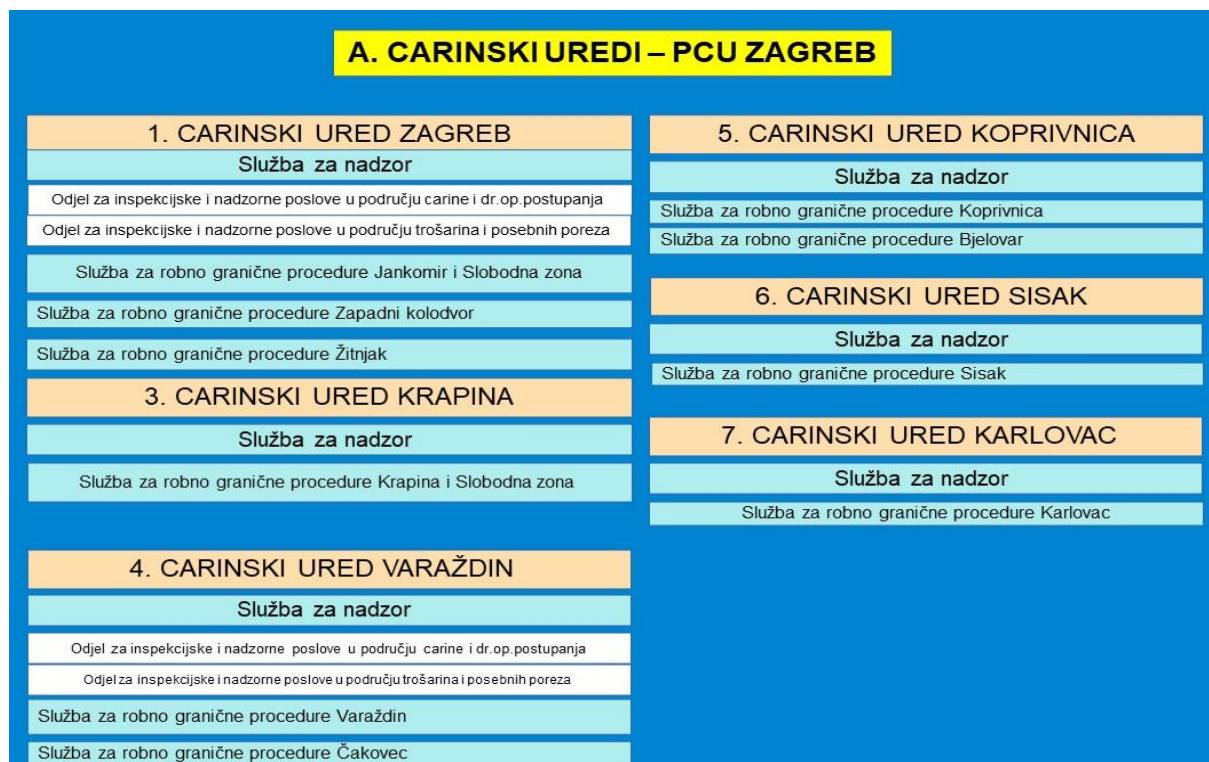 A. CARINSKI UREDI – PCU ZAGREB
1. CARINSKI URED ZAGREB
Služba za nadzor
Odjel za inspekcijske i nadzorne poslove u području carine i dr.op.postupanja
Odjel za inspekcijske i nadzorne poslove u području trošarina i posebnih poreza
Služba za robno granične procedure Jankomir i Slobodna zona
Služba za robno granične procedure Zapadni kolodvor
Služba za robno granične procedure Žitnjak
3. CARINSKI URED KRAPINA
Služba za nadzor
Služba za robno granične procedure Krapina i Slobodna zona
4. CARINSKI URED VARAŽDIN
Služba za nadzor
Odjel za inspekcijske i nadzorne poslove u području carine i dr.op.postupanja
Odjel za inspekcijske i nadzorne poslove u području trošarina i posebnih poreza
Služba za robno granične procedure Varaždin
Služba za robno granične procedure Čakovec
5. CARINSKI URED KOPRIVNICA
Služba za nadzor
Služba za robno granične procedure Koprivnica
Služba za robno granične procedure Bjelovar
6. CARINSKI URED SISAK
Služba za nadzor
Služba za robno granične procedure Sisak
7. CARINSKI URED KARLOVAC
Služba za nadzor
Služba za robno granične procedure Karlovac